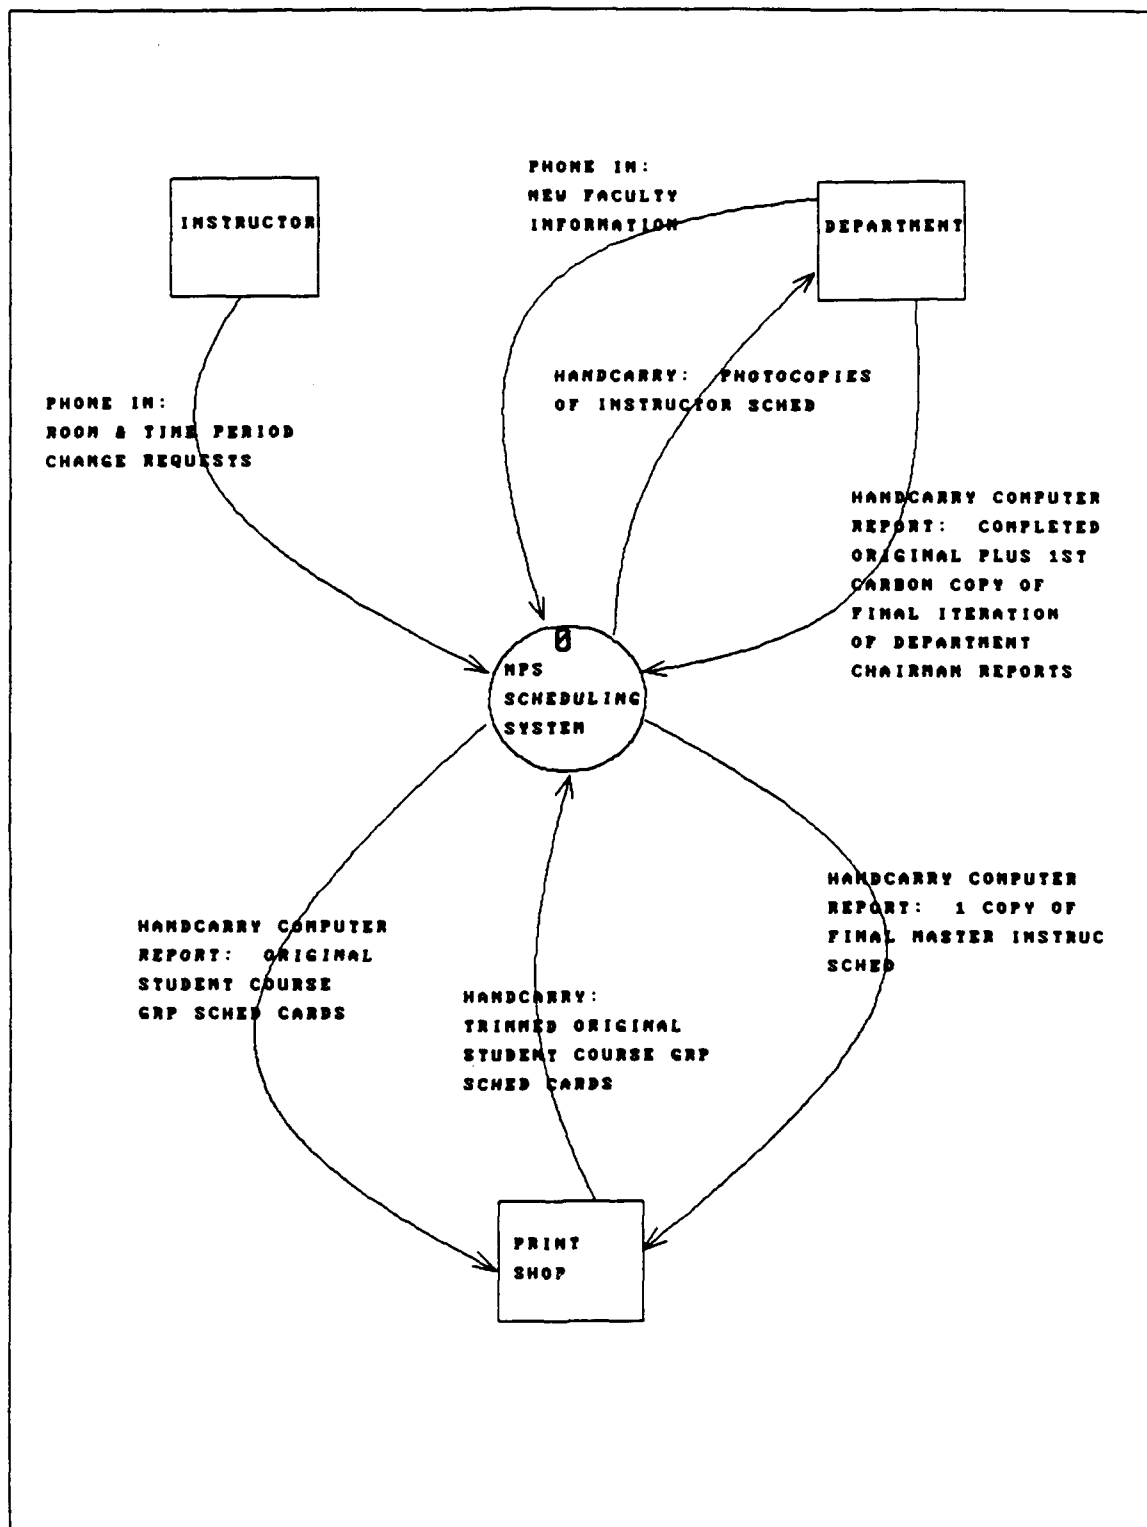 PHONE IN:
NEW FACULTY
INFORMATION
INSTRUCTOR
DEPARTMENT
HANDCARRY: PHOTOCOPIES
OF INSTRUCTOR SCHED
PHONE IN:
ROOM & TIME PERIOD
CHANGE REQUESTS
HANDCARRY COMPUTER
REPORT: COMPLETED
ORIGINAL PLUS 1ST
CARBON COPY OF
FINAL ITERATION
OF DEPARTMENT
CHAIRMAN REPORTS
0
NPS
SCHEDULING
SYSTEM
HANDCARRY COMPUTER
REPORT: 1 COPY OF
FINAL MASTER INSTRUC
SCHED
HANDCARRY COMPUTER
REPORT: ORIGINAL
STUDENT COURSE
GRP SCHED CARDS
HANDCARRY:
TRIMMED ORIGINAL
STUDENT COURSE GRP
SCHED CARDS
PRINT
SHOP